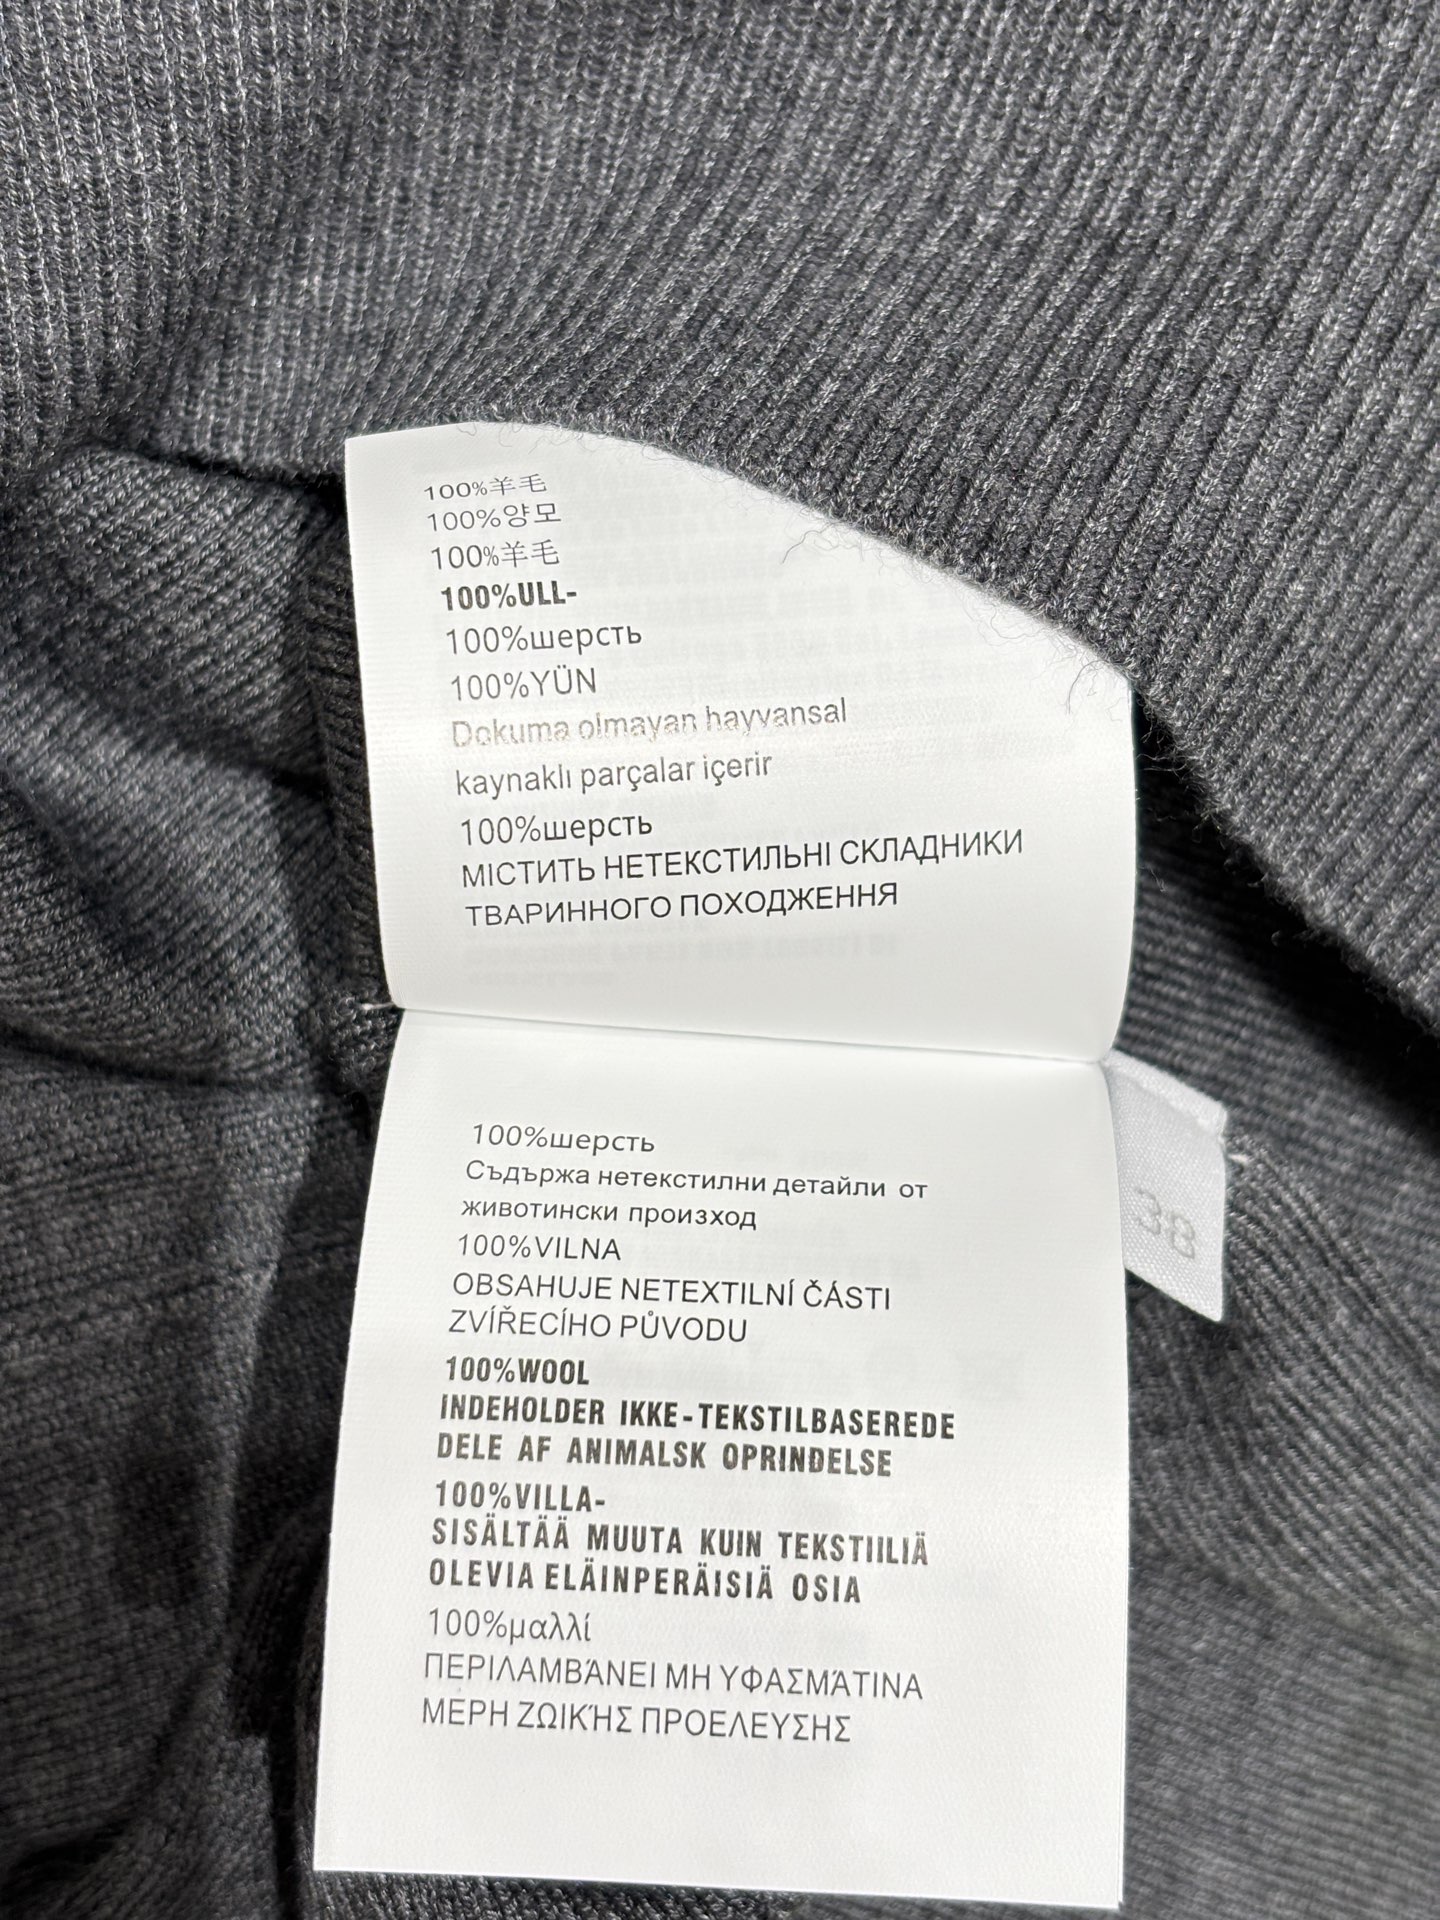 100%羊毛
100%양모
100%羊毛
100%ULL-
100%шерсть
100%YÜN
Dokuma olmayan hayvansal
kaynaklı parçalar içerir
100%шерсть
МІСТИТЬ НЕТЕКСТИЛЬНІ СКЛАДНИКИ
ТВАРИННОГО ПОХОДЖЕННЯ
100%шерсть
Съдържа нетекстилни детайли от
животински произход
100%VILNA
OBSAHUJE NETEXTILNÍ ČÁSTI
ZVÍŘECÍHO PŮVODU
100%WOOL
INDEHOLDER IKKE-TEKSTILBASEREDE
DELE AF ANIMALSK OPRINDELSE
100%VILLA-
SISÄLTÄÄ MUUTA KUIN TEKSTIILIÄ
OLEVIA ELÄINPERÄISIÄ OSIA
100%μαλλί
ΠΕΡΙΛΑΜΒΆΝΕΙ ΜΗ ΥΦΑΣΜΆΤΙΝΑ
ΜΕΡΗ ΖΩΙΚΉΣ ΠΡΟΕΛΕΥΣΗΣ
38